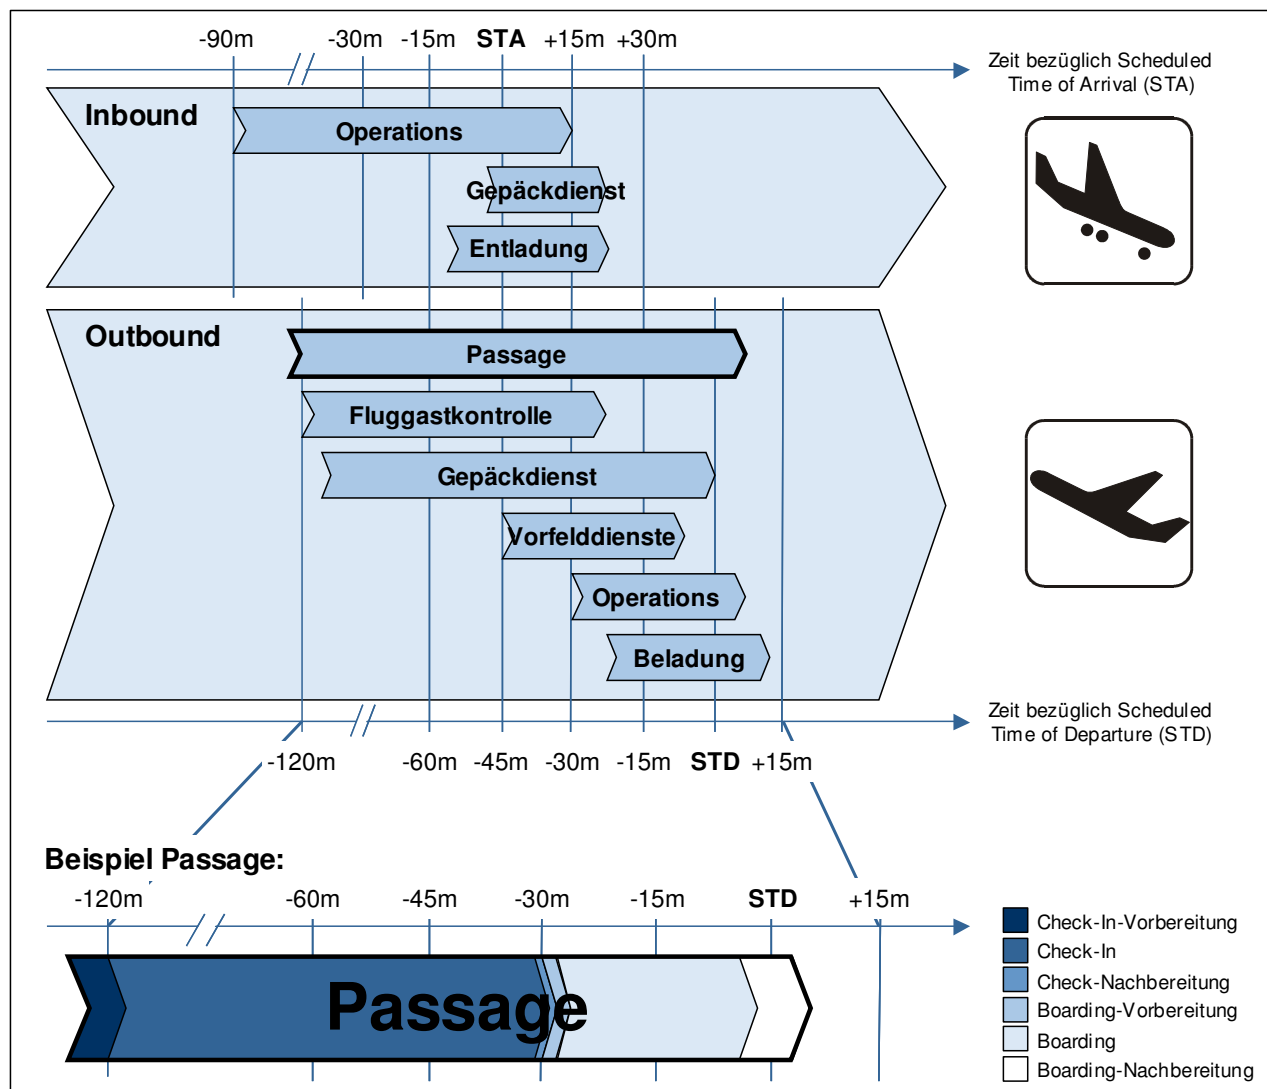 -90m -30m -15m STA +15m +30m
Zeit bezüglich Scheduled
Time of Arrival (STA)
Inbound
Operations
Gepäckdienst
Entladung
Outbound
Passage
Fluggastkontrolle
Gepäckdienst
Vorfelddienste
Operations
Beladung
Zeit bezüglich Scheduled
Time of Departure (STD)
-120m -60m -45m -30m -15m STD +15m
Beispiel Passage:
-120m -60m -45m -30m -15m STD +15m
Passage
Check-In-Vorbereitung
Check-In
Check-Nachbereitung
Boarding-Vorbereitung
Boarding
Boarding-Nachbereitung